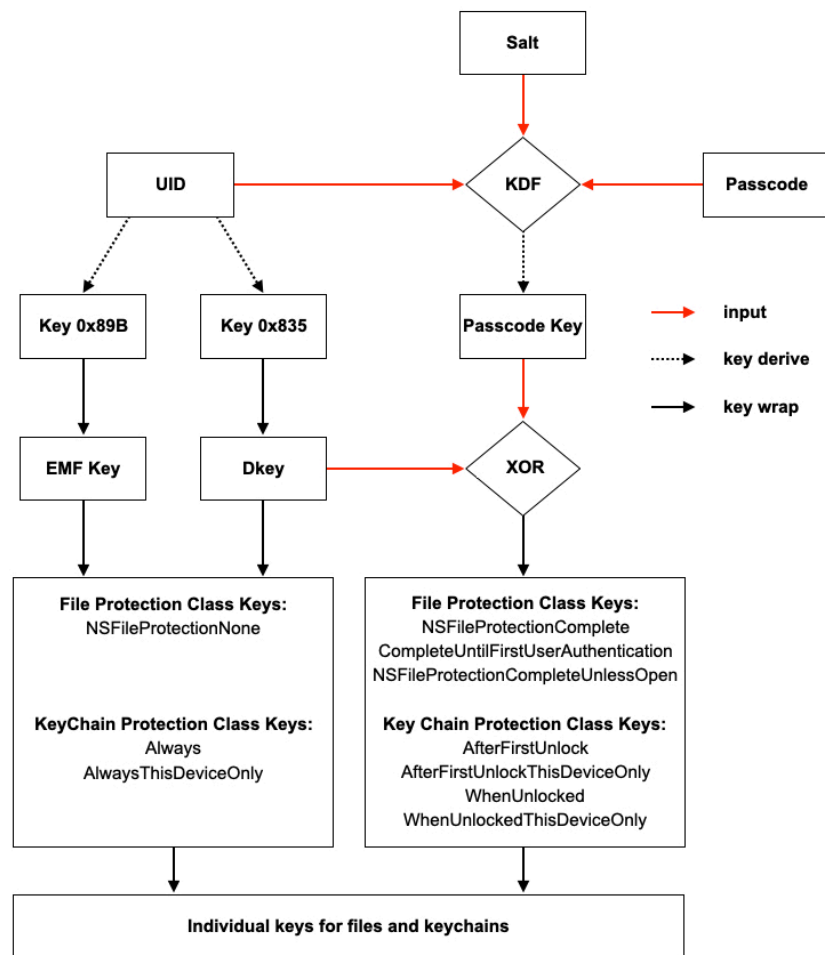 Salt
UID
KDF
Passcode
Key 0x89B
Key 0x835
Passcode Key
input
key derive
key wrap
EMF Key
Dkey
XOR
File Protection Class Keys:
NSFileProtectionNone
KeyChain Protection Class Keys:
Always
AlwaysThisDeviceOnly
File Protection Class Keys:
NSFileProtectionComplete
CompleteUntilFirstUserAuthentication
NSFileProtectionCompleteUnlessOpen
Key Chain Protection Class Keys:
AfterFirstUnlock
AfterFirstUnlockThisDeviceOnly
WhenUnlocked
WhenUnlockedThisDeviceOnly
Individual keys for files and keychains